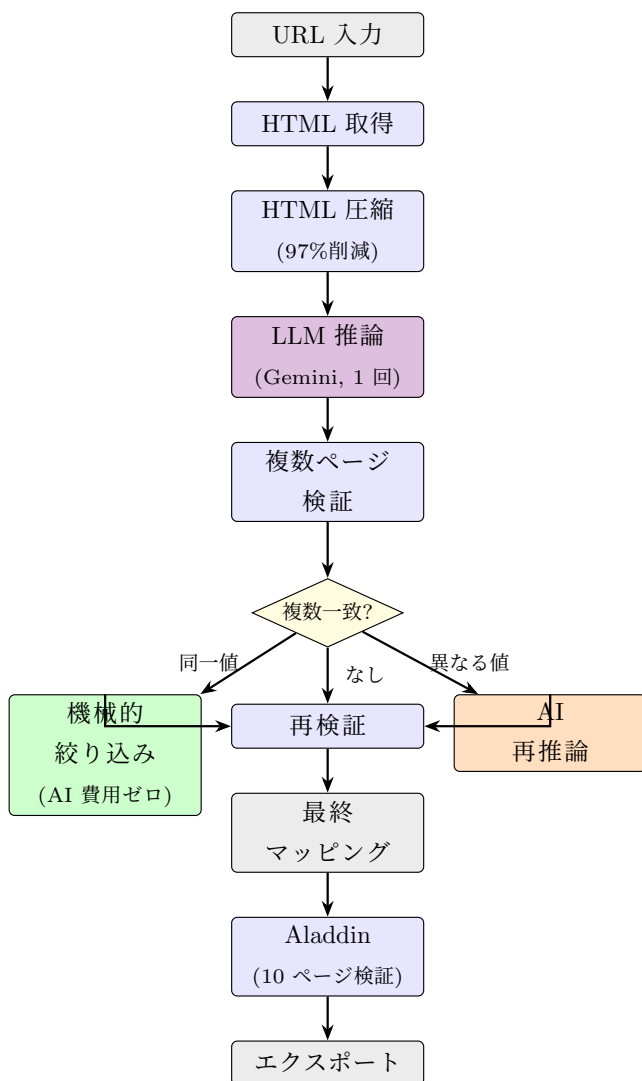 URL 入力
HTML 取得
HTML 圧縮
(97%削減)
LLM 推論
(Gemini, 1 回)
複数ページ
検証
複数一致?
同一値
なし
異なる値
機械的
絞り込み
(AI 費用ゼロ)
再検証
AI
再推論
最終
マッピング
Aladdin
(10 ページ検証)
エクスポート